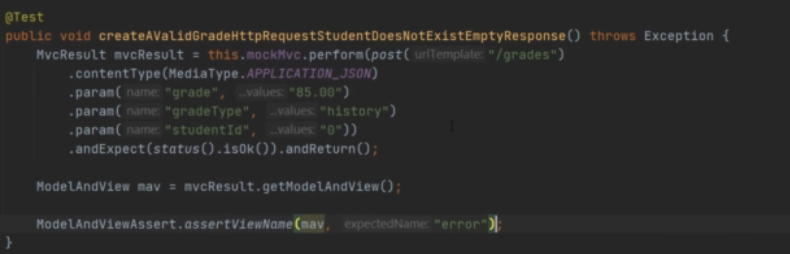 @Test
public void createAValidGradeHttpRequestStudentDoesNotExistEmptyResponse() throws Exception {
MvcResult mvcResult = this.mockMvc.perform(post( urlTemplate: "/grades")
.contentType(MediaType.APPLICATION_JSON)
.param( name: "grade", ...values: "85.00")
.param( name: "gradeType", ...values: "history")
.param( name: "studentId", ...values: "0"))
.andExpect(status().isOk()).andReturn();
ModelAndView mav = mvcResult.getModelAndView();
ModelAndViewAssert.assertViewName(mav, expectedName: "error");
}